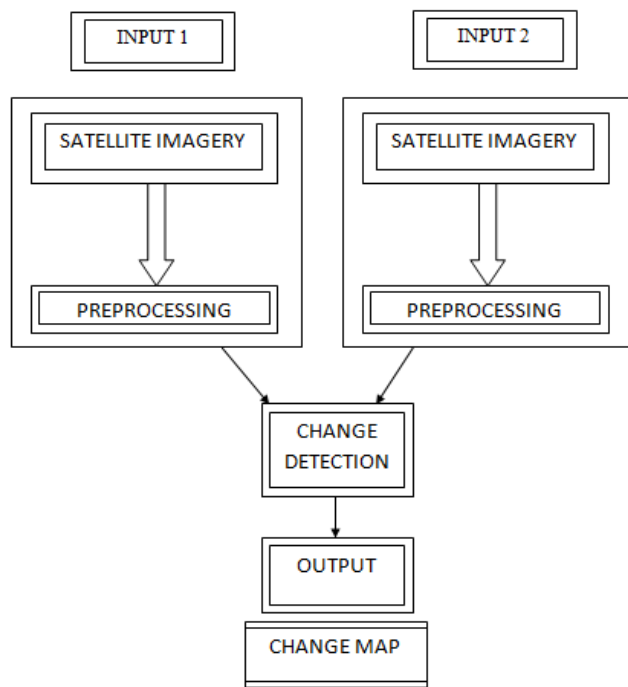 INPUT 1
INPUT 2
SATELLITE IMAGERY
SATELLITE IMAGERY
PREPROCESSING
PREPROCESSING
CHANGE
DETECTION
OUTPUT
CHANGE MAP